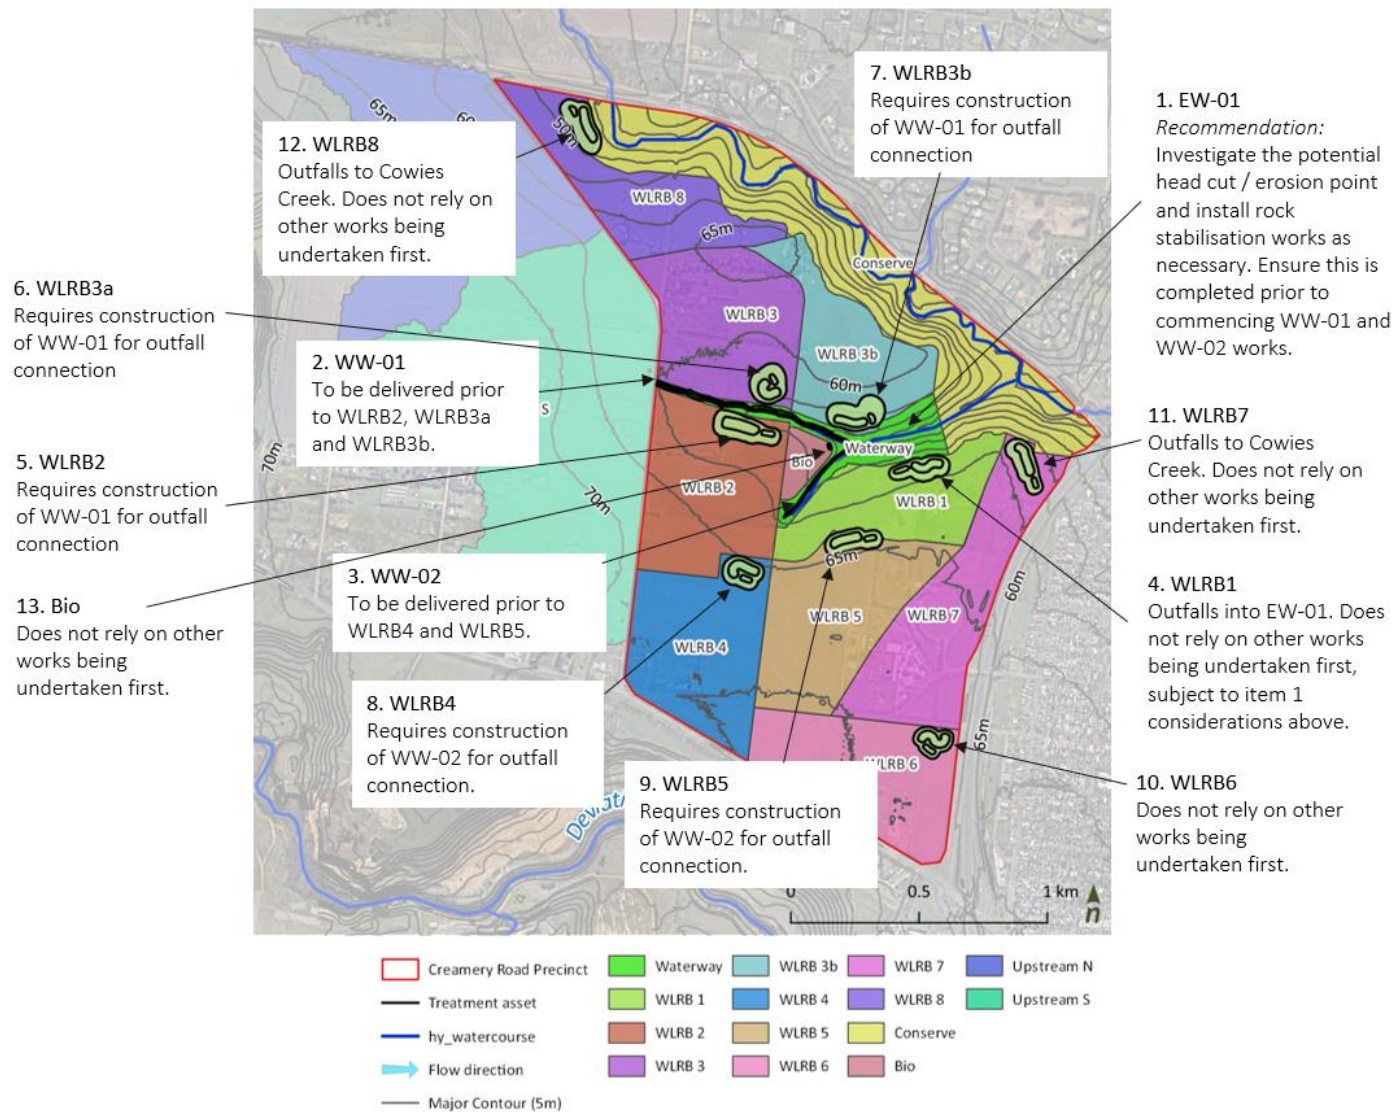 7. WLRB3b
Requires construction
of WW-01 for outfall
connection
1. EW-01
Recommendation:
Investigate the potential
head cut / erosion point
and install rock
stabilisation works as
necessary. Ensure this is
completed prior to
commencing WW-01 and
WW-02 works.
12. WLRB8
Outfalls to Cowies
Creek. Does not rely on
other works being
undertaken first.
6. WLRB3a
Requires construction
of WW-01 for outfall
connection
2. WW-01
To be delivered prior
to WLRB2, WLRB3a
and WLRB3b.
5. WLRB2
Requires construction
of WW-01 for outfall
connection
11. WLRB7
Outfalls to Cowies
Creek. Does not rely on
other works being
undertaken first.
3. WW-02
To be delivered prior to
WLRB4 and WLRB5.
13. Bio
Does not rely on other
works being
undertaken first.
4. WLRB1
Outfalls into EW-01. Does
not rely on other works
being undertaken first,
subject to item 1
considerations above.
8. WLRB4
Requires construction
of WW-02 for outfall
connection.
9. WLRB5
Requires construction
of WW-02 for outfall
connection.
10. WLRB6
Does not rely on other
works being
undertaken first.
65m
50m
WLRB 8
65m
Conserve
WLRB 3
WLRB 3b
60m
S
70m
Waterway
Bio
WLRB 2
WLRB 1
70m
65m
60m
WLRB 5
WLRB 7
WLRB 4
65m
WLRB 6
0
0.5
1 km
n
Creamery Road Precinct
Treatment asset
hy_watercourse
Flow direction
Major Contour (5m)
Waterway
WLRB 1
WLRB 2
WLRB 3
WLRB 3b
WLRB 4
WLRB 5
WLRB 6
WLRB 7
WLRB 8
Conserve
Bio
Upstream N
Upstream S